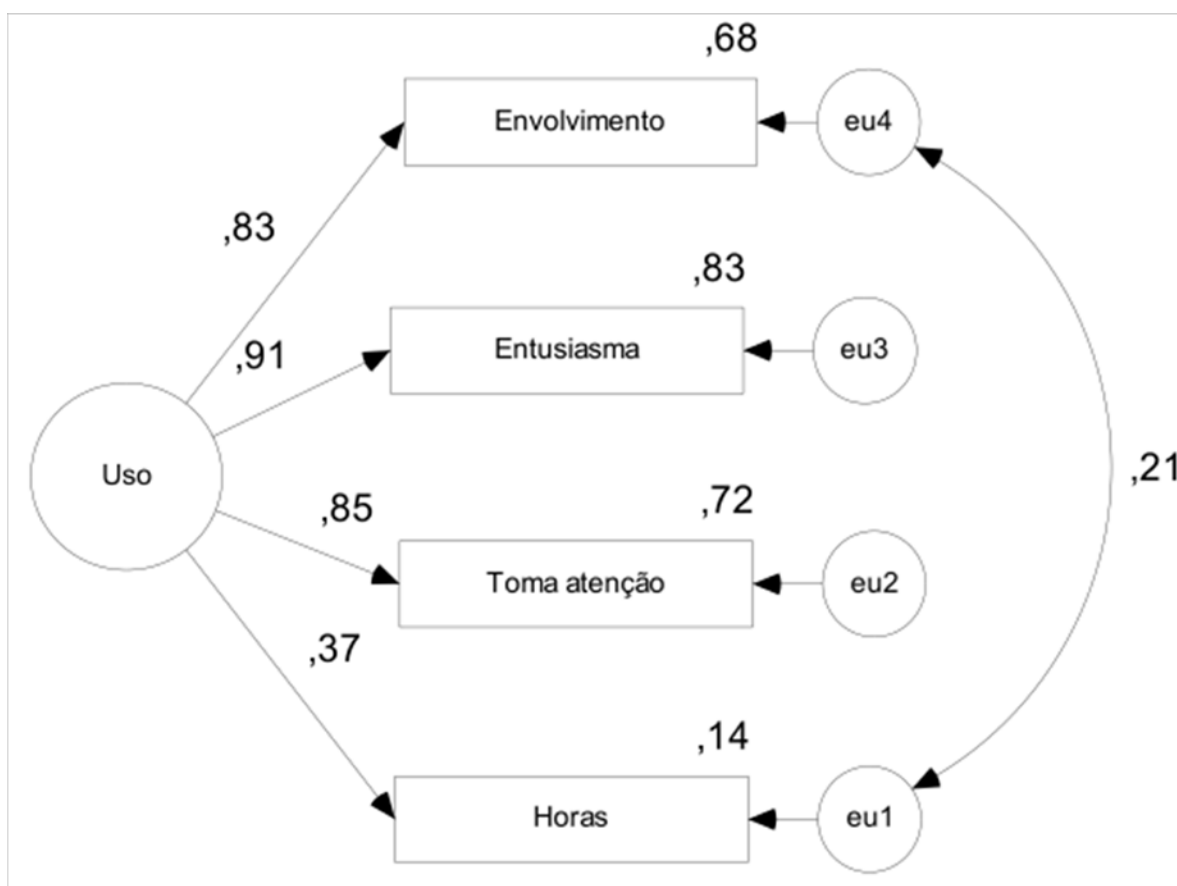 ,68
Envolvimento
eu4
,83
,83
Entusiasma
eu3
,91
Uso
,21
,85
,72
Toma atenção
eu2
,37
,14
Horas
eu1